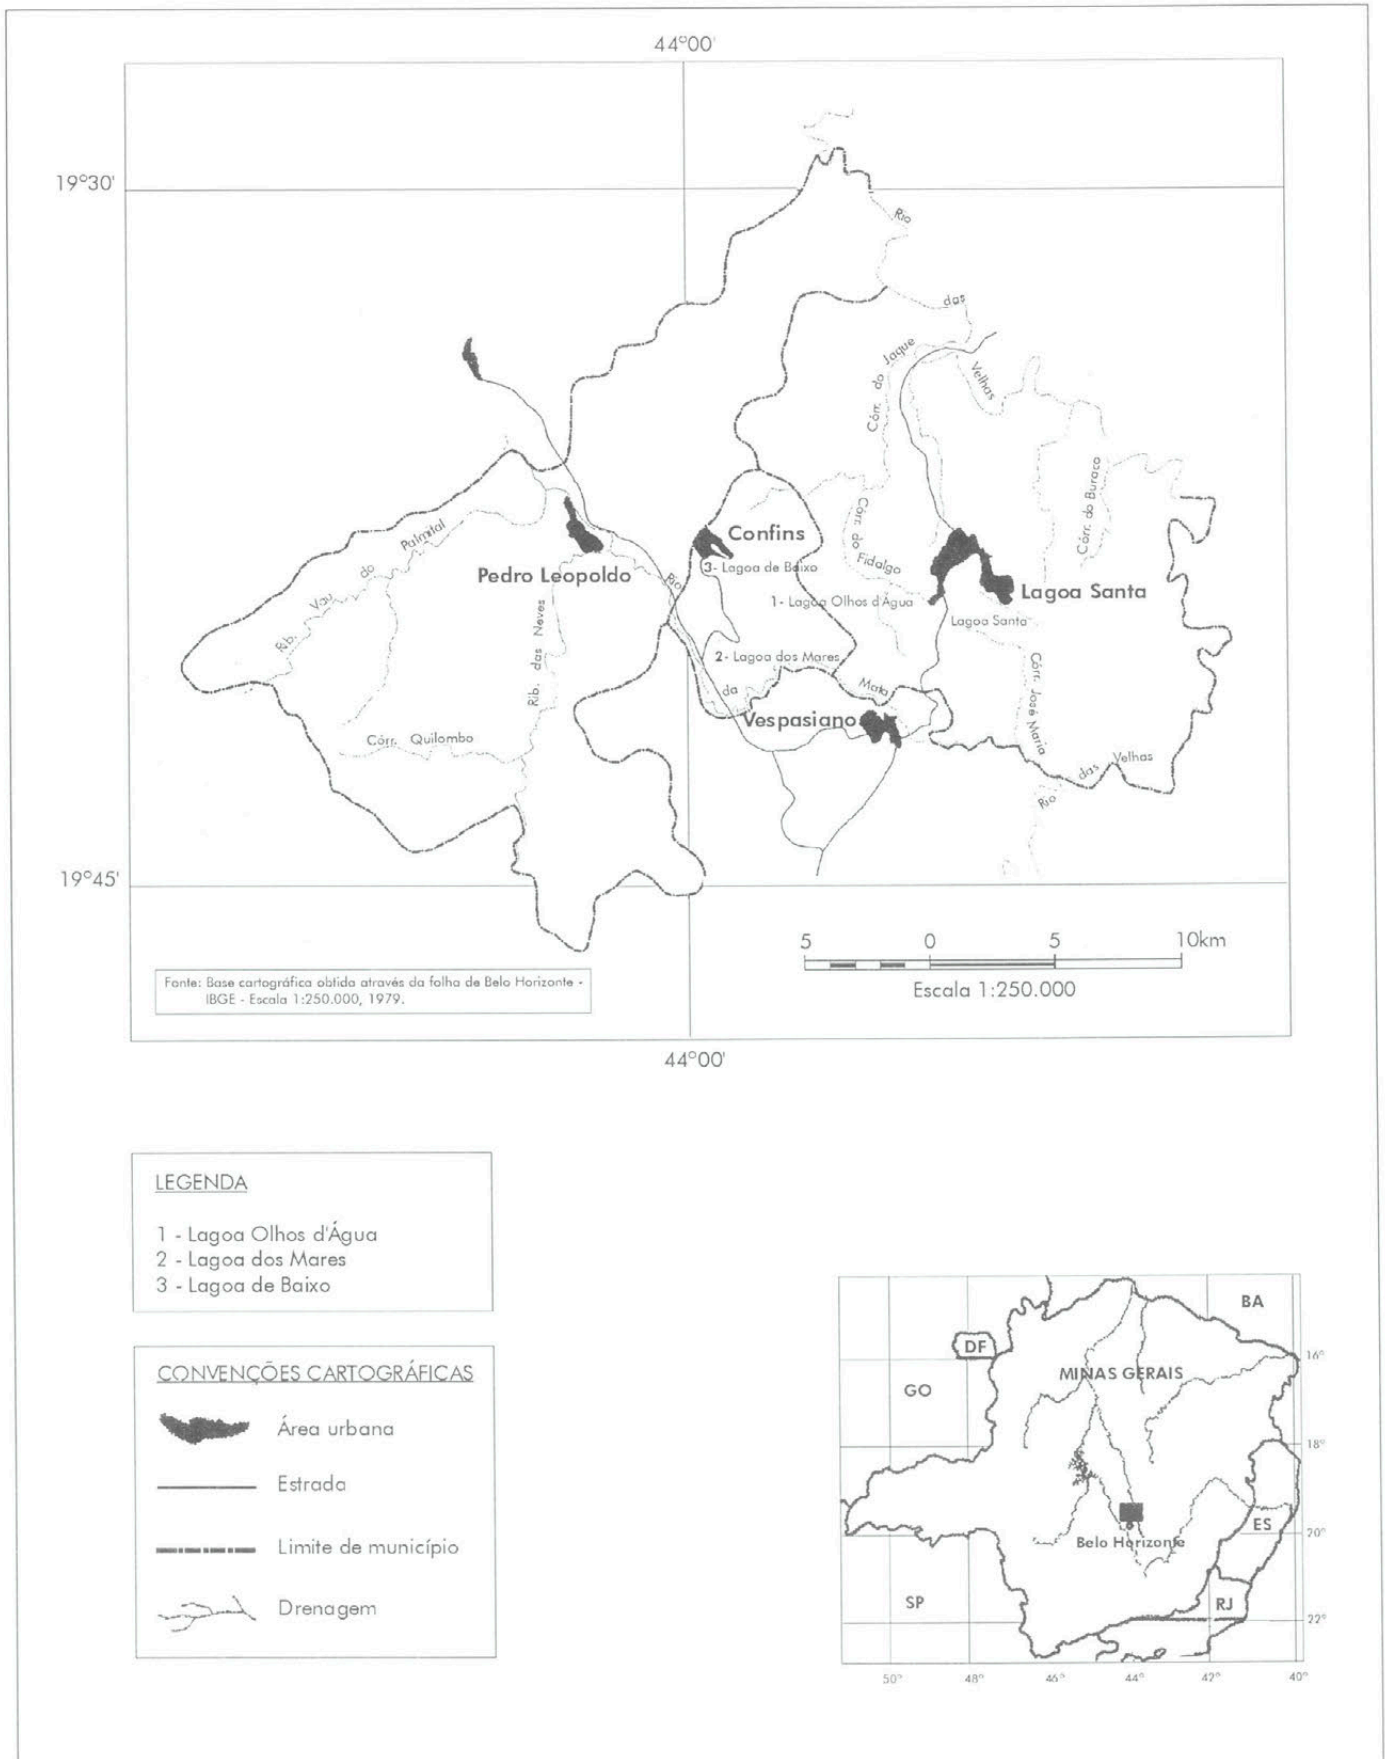 44°00'
19°30'
Rio
das
Velhas
Córr. do Jaque
Córr. do Buraco
Rib. Vau do Palmital
Confins
Córr. do
Fidalgo
3- Lagoa de Baixo
Pedro Leopoldo
Rio
1- Lagoa Olhos d'Água
Lagoa Santa
Lagoa Santa
Rib. das Neves
2- Lagoa dos Mares
da
Mata
Córr. José Maria
Vespasiano
Córr. Quilombo
Rio das Velhas
19°45'
5 0 5 10km
Escala 1:250.000
Fonte: Base cartográfica obtida através da folha de Belo Horizonte -
IBGE - Escala 1:250.000, 1979.
44°00'
LEGENDA
1 - Lagoa Olhos d'Água
2 - Lagoa dos Mares
3 - Lagoa de Baixo
CONVENÇÕES CARTOGRÁFICAS
Área urbana
Estrada
Limite de município
Drenagem
BA
DF
16°
MINAS GERAIS
GO
18°
ES
20°
Belo Horizonte
SP
RJ
22°
50° 48° 46° 44° 42° 40°